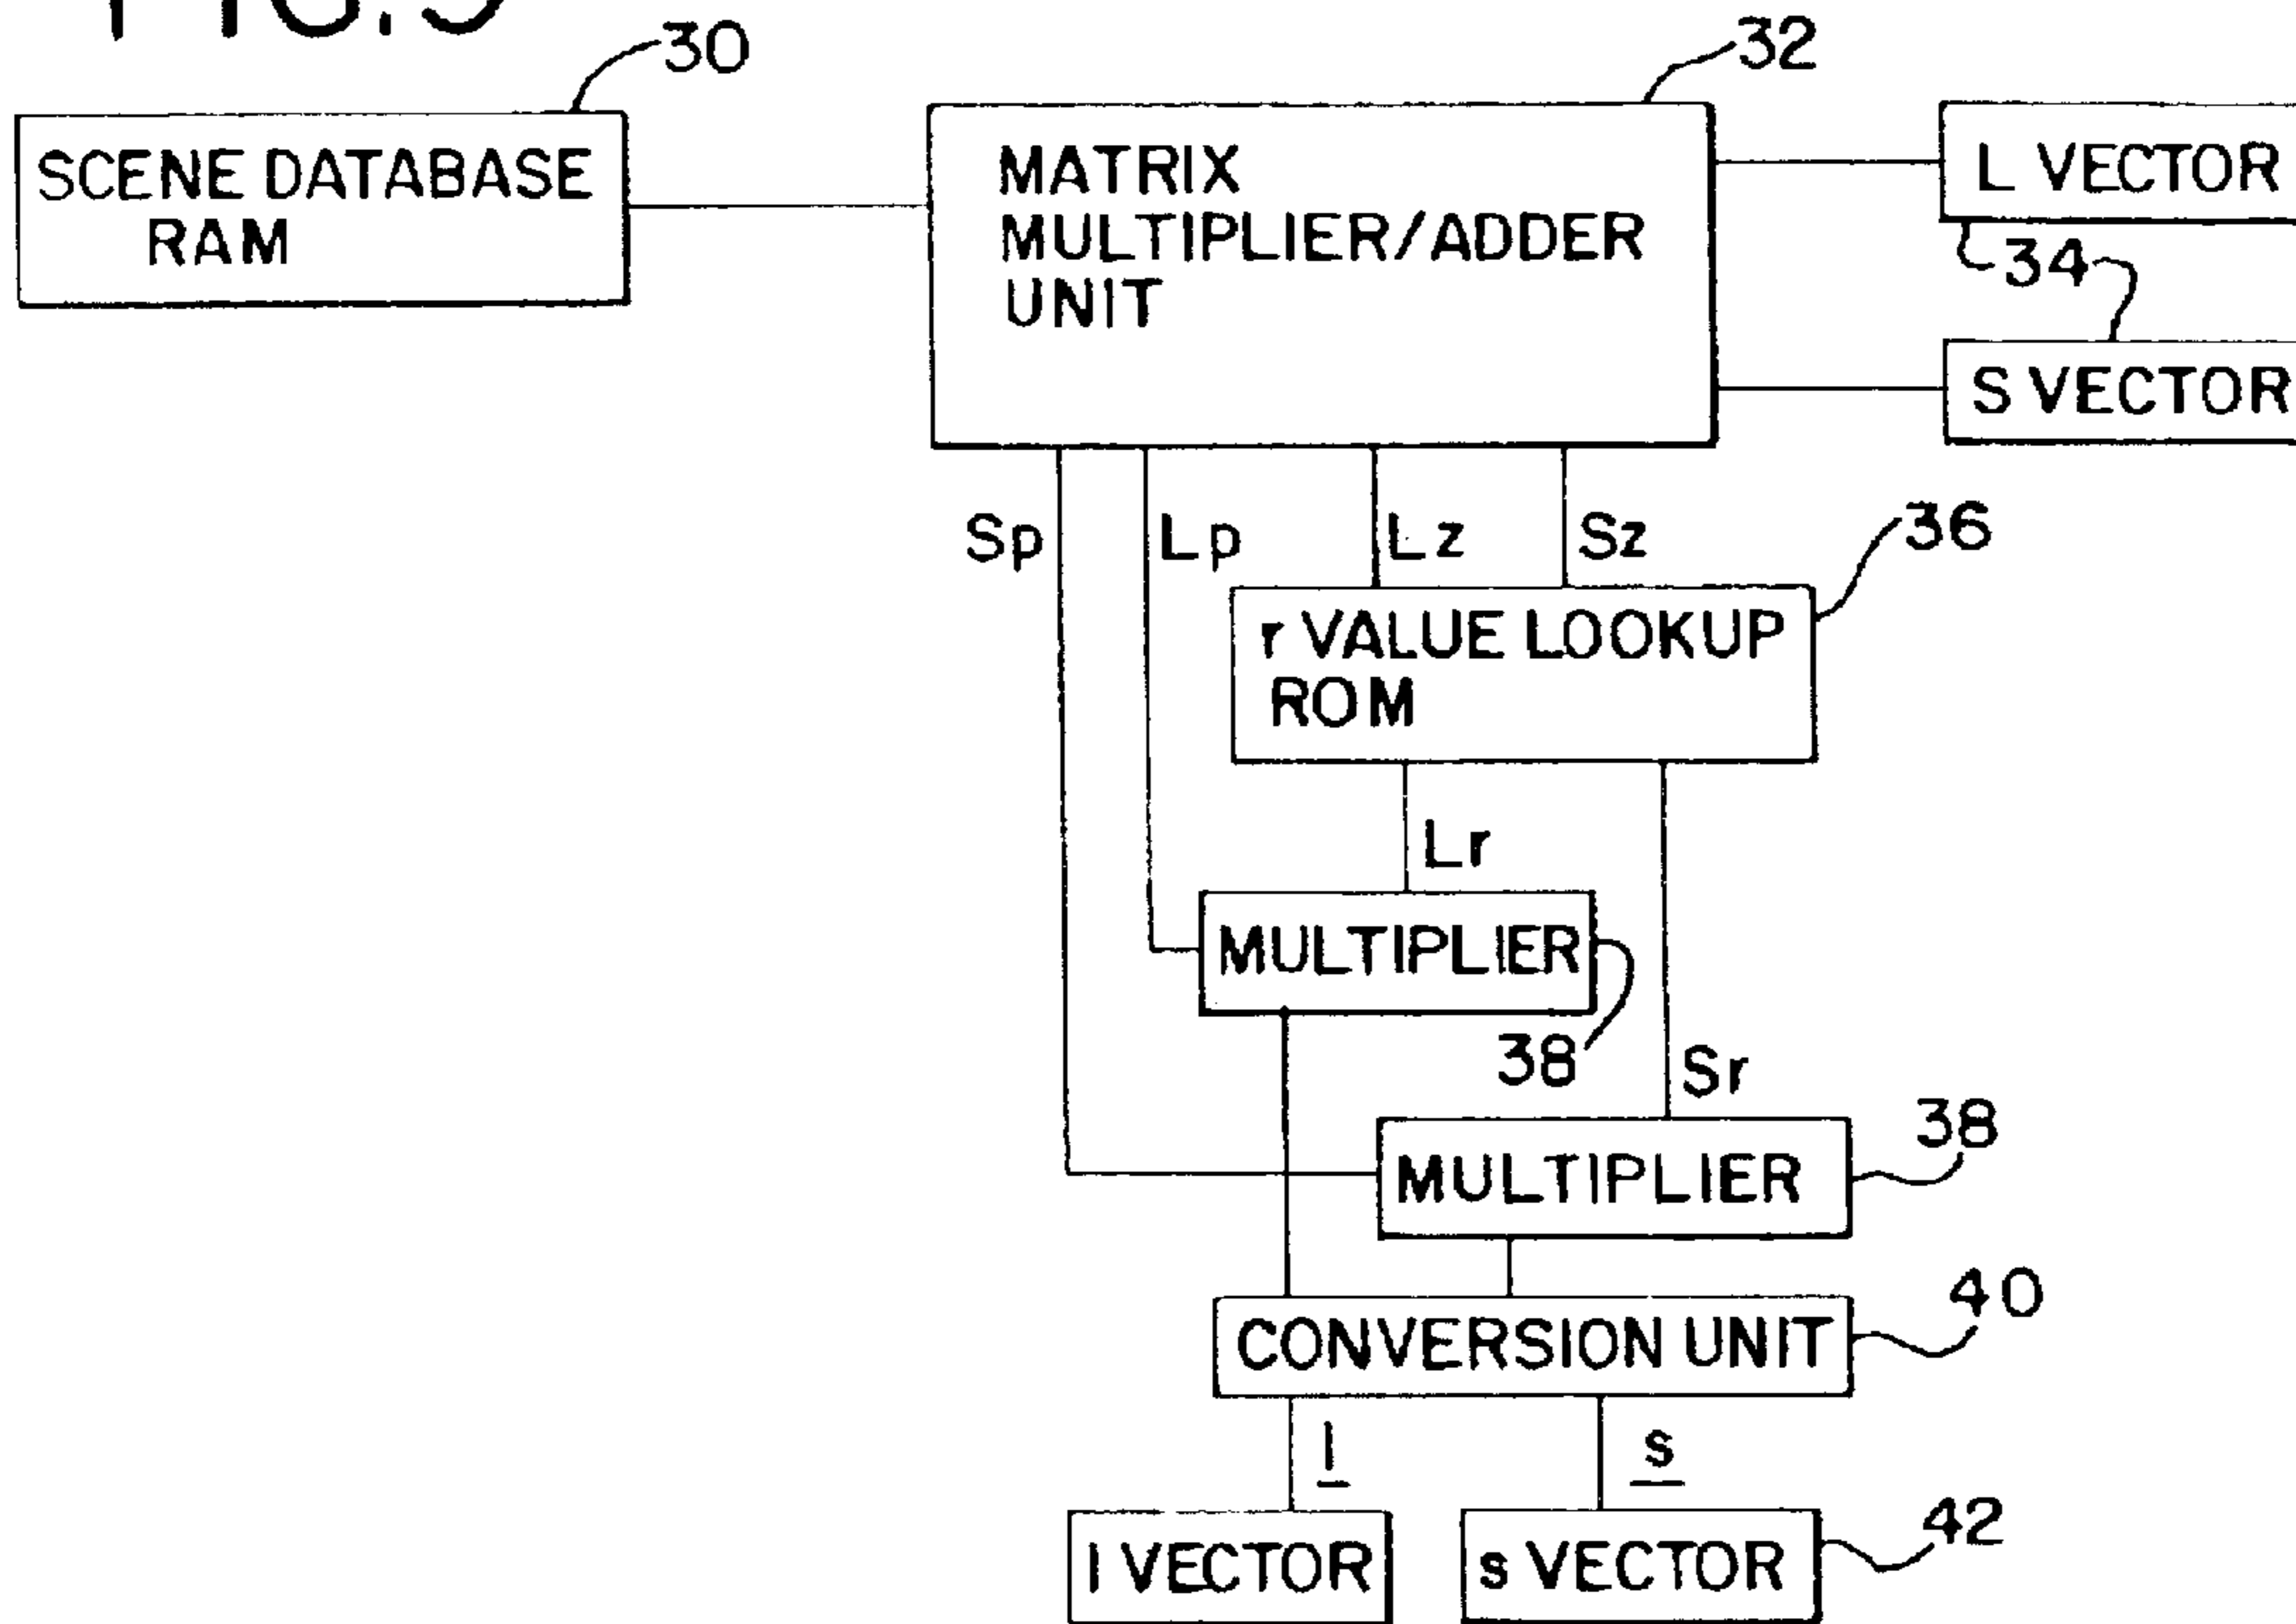 30
32
SCENE DATABASE
RAM
MATRIX
MULTIPLIER/ADDER
UNIT
L VECTOR
34
S VECTOR
Sp
Lp
Lz
Sz
36
r VALUE LOOKUP
ROM
Lr
MULTIPLIER
38
Sr
38
MULTIPLIER
40
CONVERSION UNIT
l
s
42
l VECTOR
s VECTOR